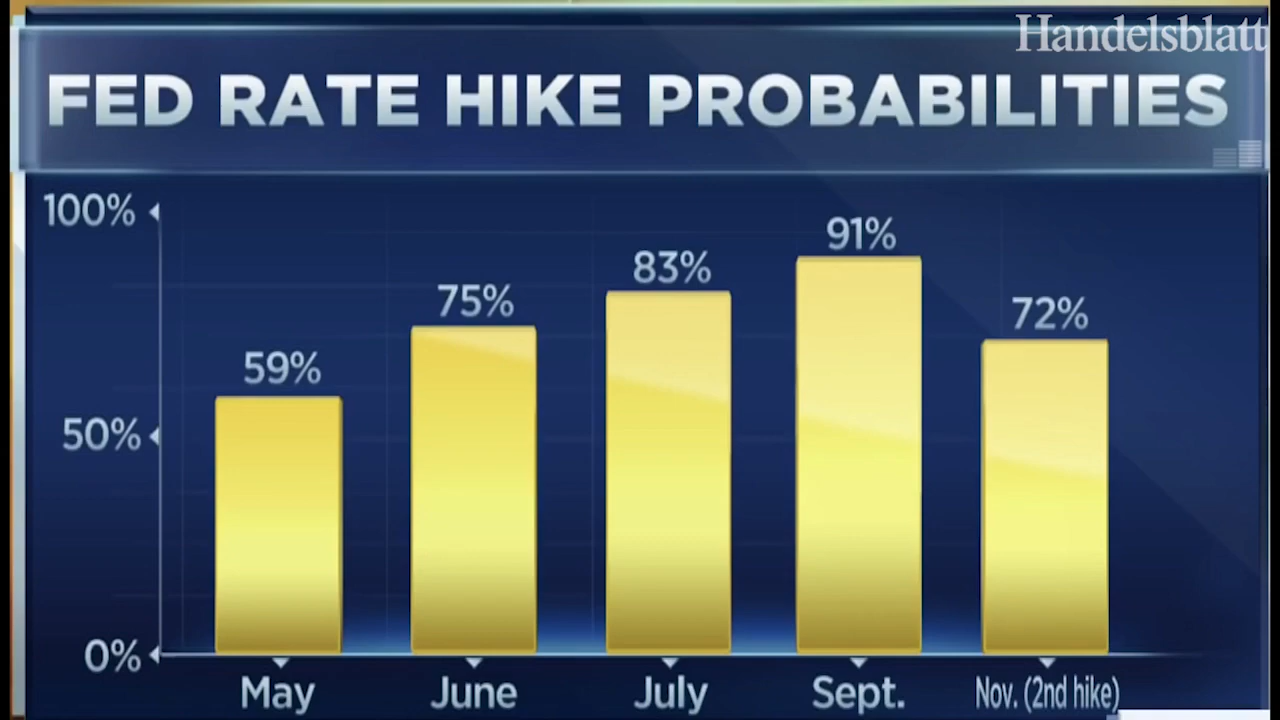 Handelsblatt
FED RATE HIKE PROBABILITIES
100%
50%
0%
59%
75%
83%
91%
72%
May
June
July
Sept.
Nov. (2nd hike)